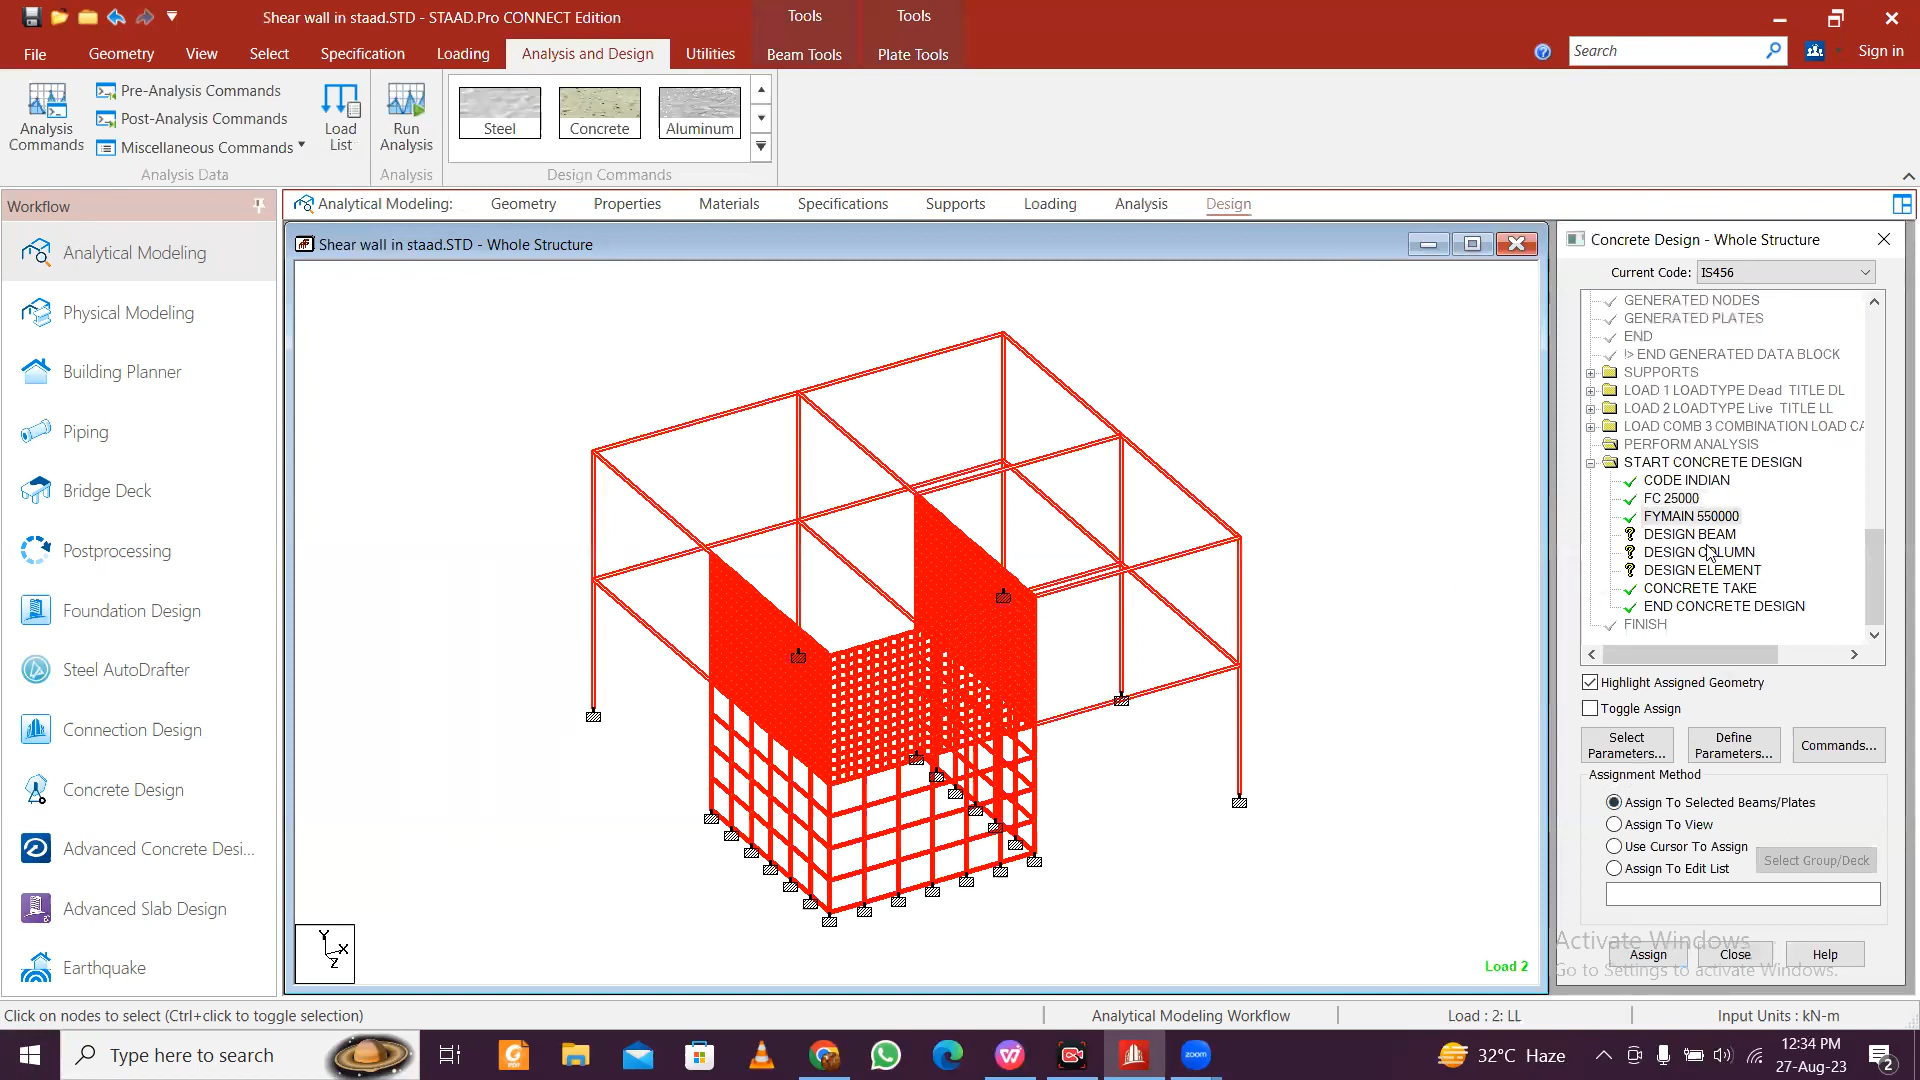 Shear wall in staad.STD - STAAD.Pro CONNECT Edition
Tools
Tools
File
Geometry
View
Select
Specification
Loading
Analysis and Design
Utilities
Beam Tools
Plate Tools
Search
Sign in
Analysis
Commands
Pre-Analysis Commands
Post-Analysis Commands
Miscellaneous Commands
Load
List
Run
Analysis
Steel
Concrete
Aluminum
Analysis Data
Analysis
Design Commands
Workflow
Analytical Modeling:
Geometry
Properties
Materials
Specifications
Supports
Loading
Analysis
Design
Analytical Modeling
Physical Modeling
Building Planner
Piping
Bridge Deck
Postprocessing
Foundation Design
Steel AutoDrafter
Connection Design
Concrete Design
Advanced Concrete Desi...
Advanced Slab Design
Earthquake
Shear wall in staad.STD - Whole Structure
Y
X
Z
Load 2
Concrete Design - Whole Structure
Current Code:
IS456
GENERATED NODES
GENERATED PLATES
END
!> END GENERATED DATA BLOCK
SUPPORTS
LOAD 1 LOADTYPE Dead TITLE DL
LOAD 2 LOADTYPE Live TITLE LL
LOAD COMB 3 COMBINATION LOAD CA
PERFORM ANALYSIS
START CONCRETE DESIGN
CODE INDIAN
FC 25000
FYMAIN 550000
DESIGN BEAM
DESIGN COLUMN
DESIGN ELEMENT
CONCRETE TAKE
END CONCRETE DESIGN
FINISH
Highlight Assigned Geometry
Toggle Assign
Select
Parameters...
Define
Parameters...
Commands...
Assignment Method
Assign To Selected Beams/Plates
Assign To View
Use Cursor To Assign
Assign To Edit List
Select Group/Deck
Activate Windows
Go to Settings to activate Windows.
Assign
Close
Help
Click on nodes to select (Ctrl+click to toggle selection)
Analytical Modeling Workflow
Load : 2: LL
Input Units : kN-m
Type here to search
PDF
zoom
32°C Haze
12:34 PM
27-Aug-23
2